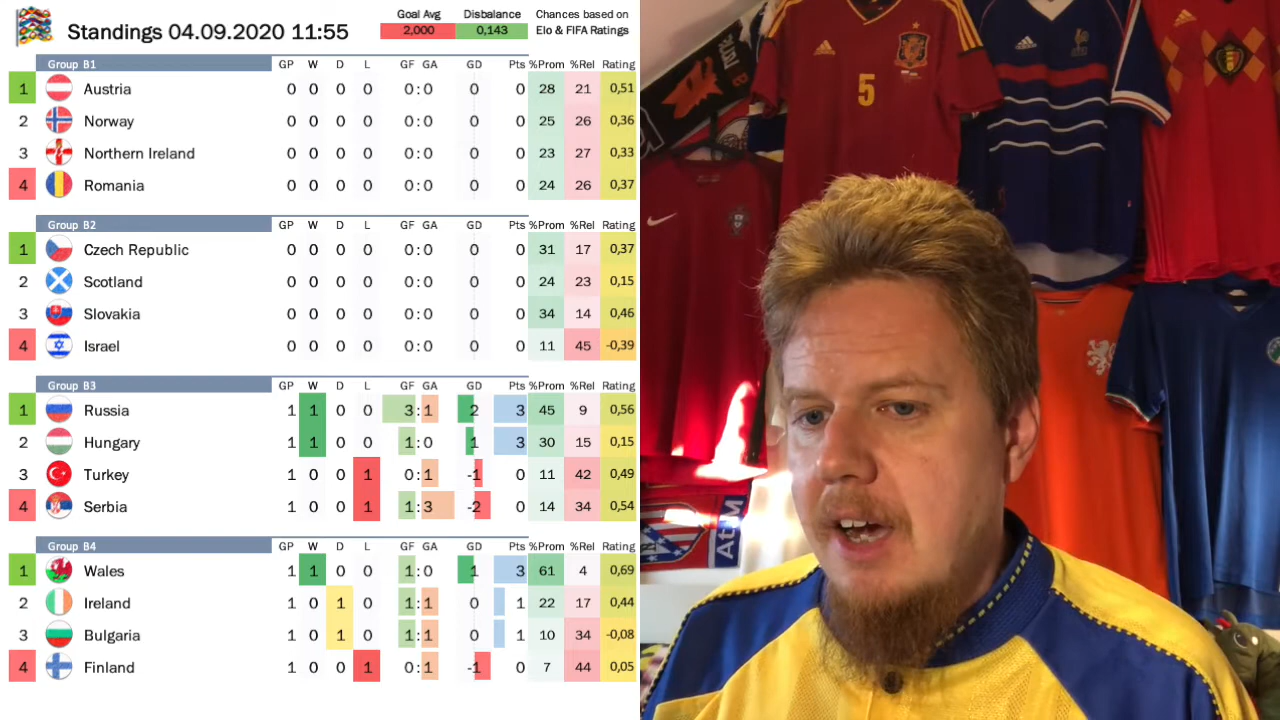 Standings 04.09.2020 11:55
Goal Avg Disbalance
2,000 0,143
Chances based on
Elo & FIFA Ratings
Group B1 GP W D L GF GA GD Pts %Prom %Rel Rating
1 Austria 0 0 0 0 0:0 0 0 28 21 0,51
2 Norway 0 0 0 0 0:0 0 0 25 26 0,36
3 Northern Ireland 0 0 0 0 0:0 0 0 23 27 0,33
4 Romania 0 0 0 0 0:0 0 0 24 26 0,37
Group B2 GP W D L GF GA GD Pts %Prom %Rel Rating
1 Czech Republic 0 0 0 0 0:0 0 0 31 17 0,37
2 Scotland 0 0 0 0 0:0 0 0 24 23 0,15
3 Slovakia 0 0 0 0 0:0 0 0 34 14 0,46
4 Israel 0 0 0 0 0:0 0 0 11 45 -0,39
Group B3 GP W D L GF GA GD Pts %Prom %Rel Rating
1 Russia 1 1 0 0 3:1 2 3 45 9 0,56
2 Hungary 1 1 0 0 1:0 1 3 30 15 0,15
3 Turkey 1 0 0 1 0:1 -1 0 11 42 0,49
4 Serbia 1 0 0 1 1:3 -2 0 14 34 0,54
Group B4 GP W D L GF GA GD Pts %Prom %Rel Rating
1 Wales 1 1 0 0 1:0 1 3 61 4 0,69
2 Ireland 1 0 1 0 1:1 0 1 22 17 0,44
3 Bulgaria 1 0 1 0 1:1 0 1 10 34 -0,08
4 Finland 1 0 0 1 0:1 -1 0 7 44 0,05
adidas
5